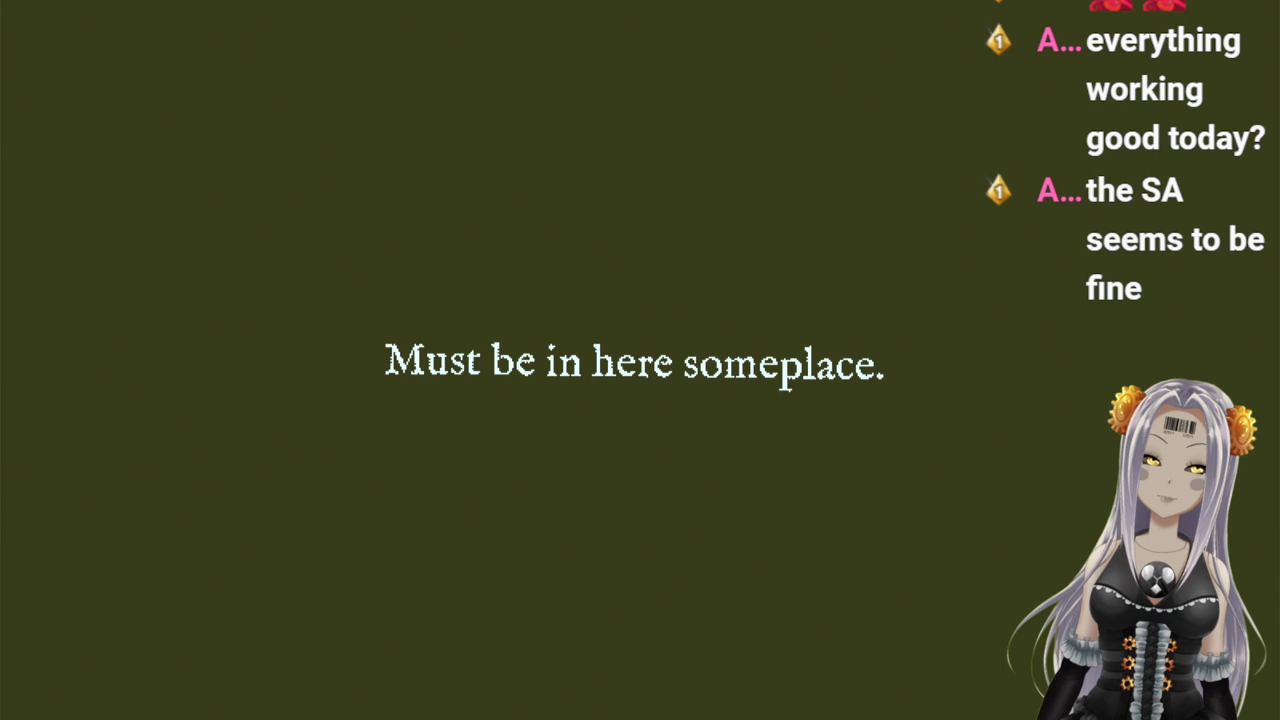 A... everything
working
good today?
A... the SA
seems to be
fine
Must be in here someplace.